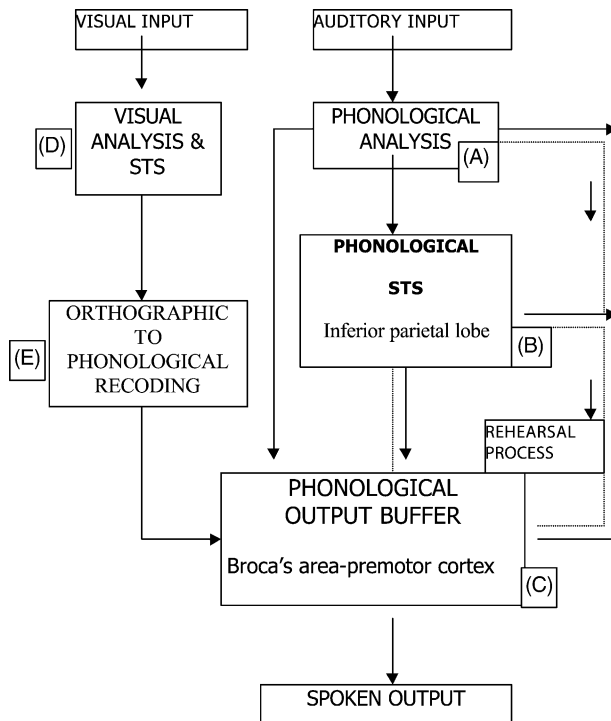 VISUAL INPUT
AUDITORY INPUT
VISUAL
ANALYSIS &
STS
(D)
PHONOLOGICAL
ANALYSIS
(A)
PHONOLOGICAL
STS
Inferior parietal lobe
(B)
ORTHOGRAPHIC
TO
PHONOLOGICAL
RECODING
(E)
REHEARSAL
PROCESS
PHONOLOGICAL
OUTPUT BUFFER
Broca's area-premotor cortex
(C)
SPOKEN OUTPUT